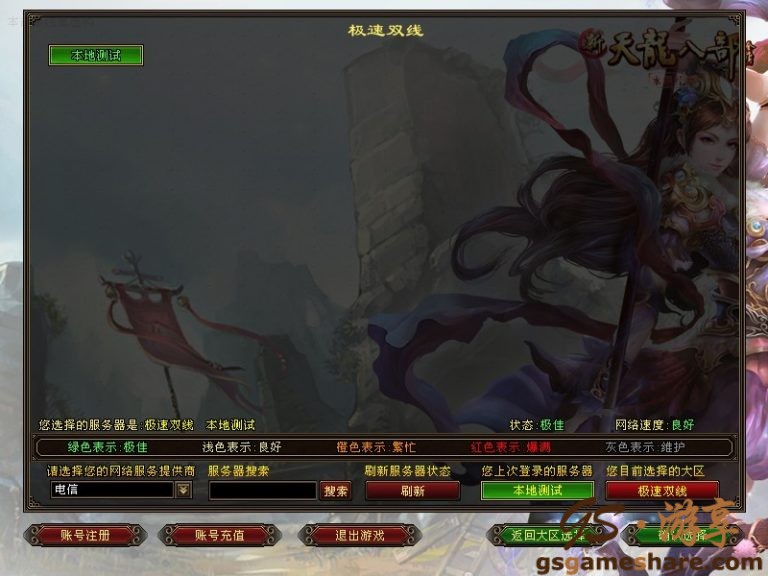 极速双线
新天龍八部
本地测试
您选择的服务器是:极速双线 本地测试 状态:极佳 网络速度:良好
绿色表示:极佳 浅色表示:良好 橙色表示:繁忙 红色表示:爆满 灰色表示:维护
请选择您的网络服务提供商 服务器搜索 刷新服务器状态 您上次登录的服务器 您目前选择的大区
电信 搜索 刷新 本地测试 极速双线
账号注册 账号充值 退出游戏 返回大区选择
GS·游享
gsgameshare.com